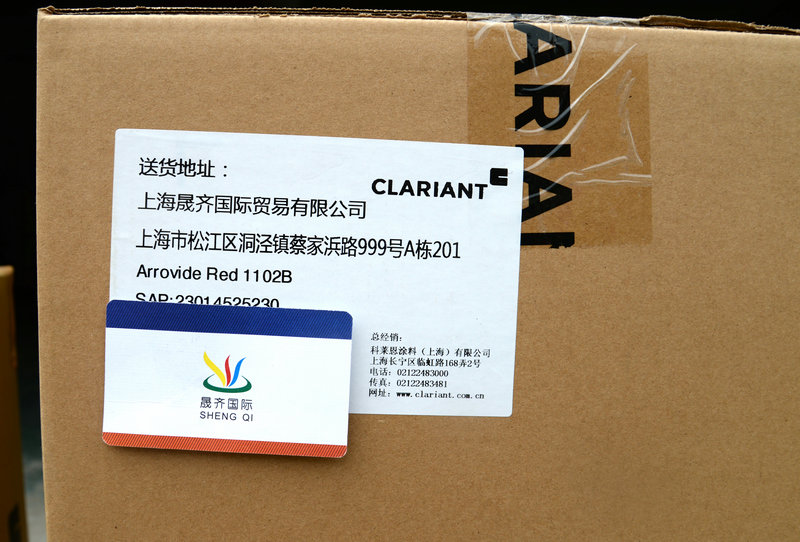 CLARIANT
送货地址：
CLARIANT
上海晟齐国际贸易有限公司
上海市松江区洞泾镇蔡家浜路999号A栋201
Arrovide Red 1102B
SAP:23014525230
总经销:
科莱恩涂料（上海）有限公司
上海长宁区临虹路168弄2号
电话: 02122483000
传真: 02122483481
网址: www.clariant.com.cn
晟齐国际
SHENG QI